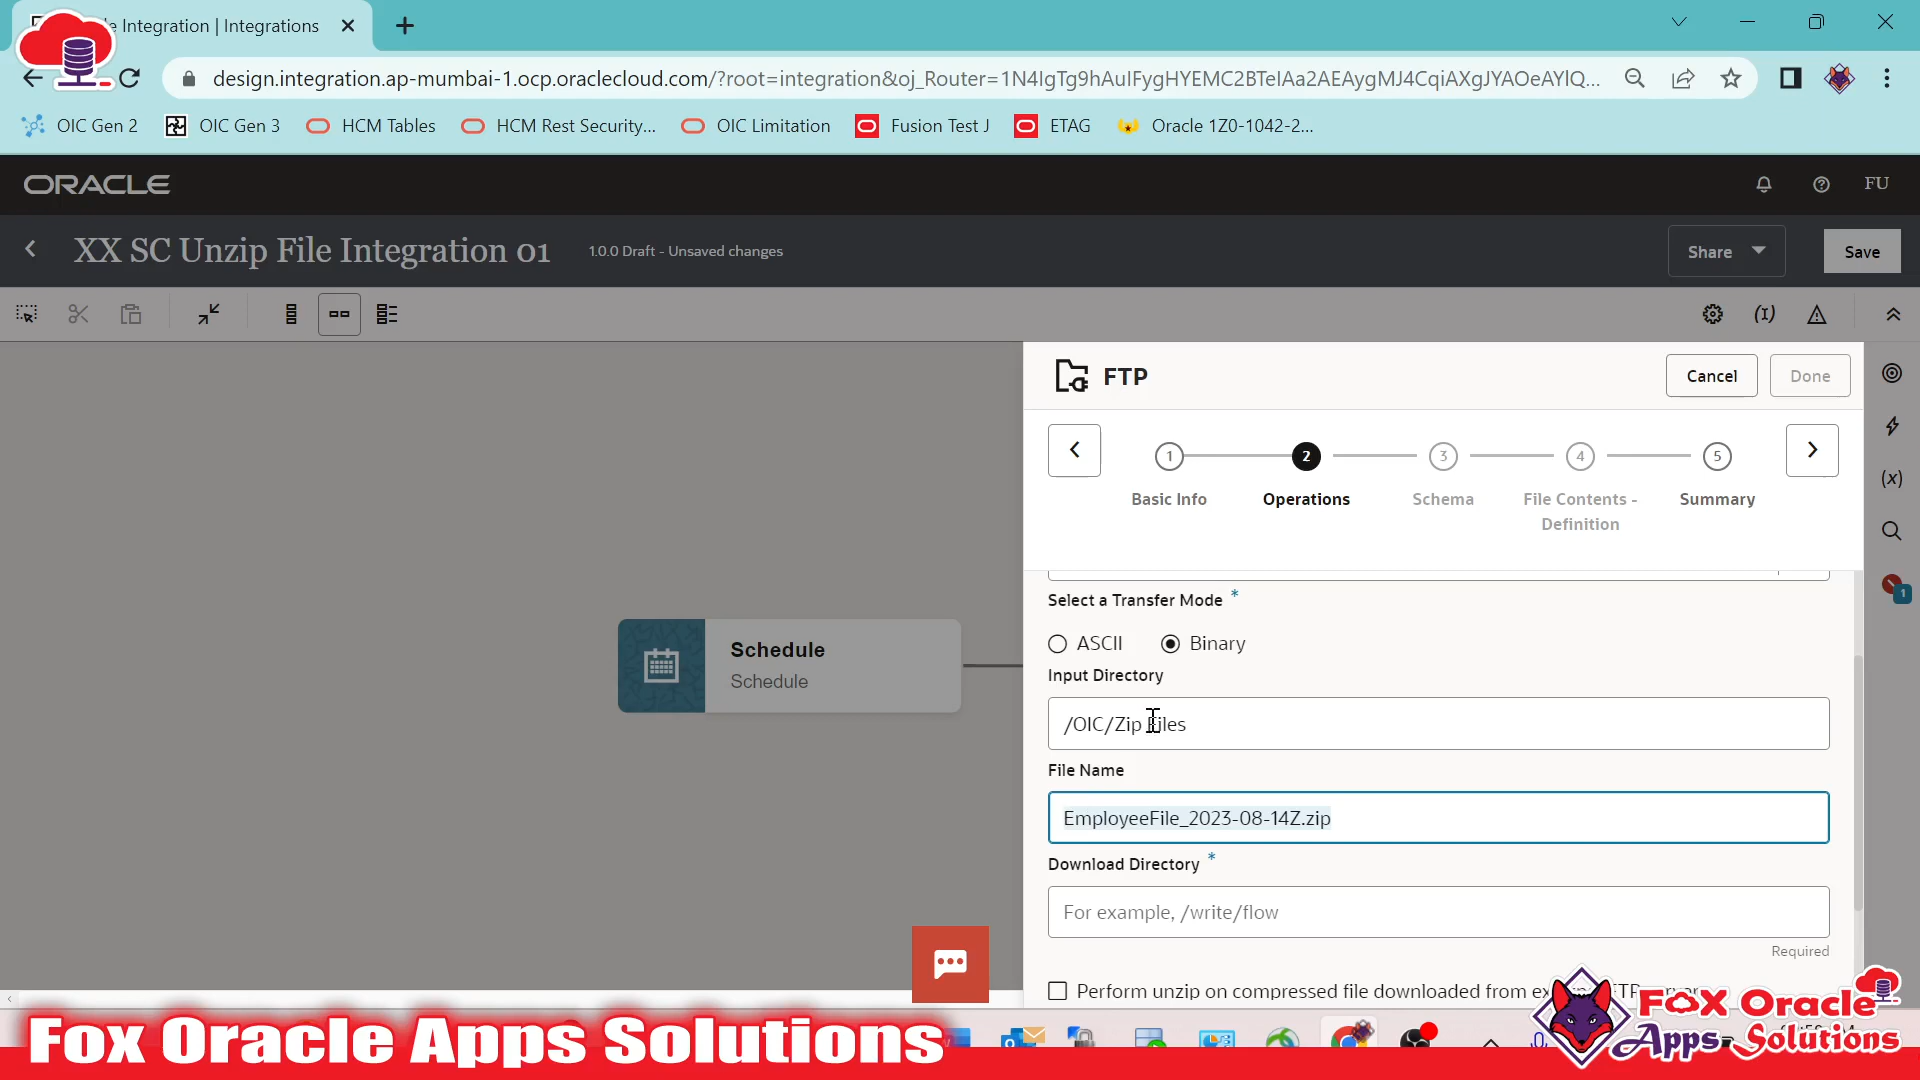 e Integration | Integrations
design.integration.ap-mumbai-1.ocp.oraclecloud.com/?root=integration&oj_Router=1N4IgTg9hAuIFygHYEMC2BTeIAa2AEAygMJ4CqiAXgJYAOeAYlQ...
OIC Gen 2 OIC Gen 3 HCM Tables HCM Rest Security... OIC Limitation Fusion Test J ETAG Oracle 1Z0-1042-2...
ORACLE
FU
XX SC Unzip File Integration 01
1.0.0 Draft - Unsaved changes
Share
Save
FTP
Cancel
Done
1 2 3 4 5
Basic Info Operations Schema File Contents - Definition Summary
Select a Transfer Mode *
ASCII Binary
Input Directory
/OIC/Zip Files
File Name
EmployeeFile_2023-08-14Z.zip
Download Directory *
For example, /write/flow
Required
Perform unzip on compressed file downloaded from
Schedule
Schedule
1
Fox Oracle Apps Solutions
Fox Oracle
Apps Solutions